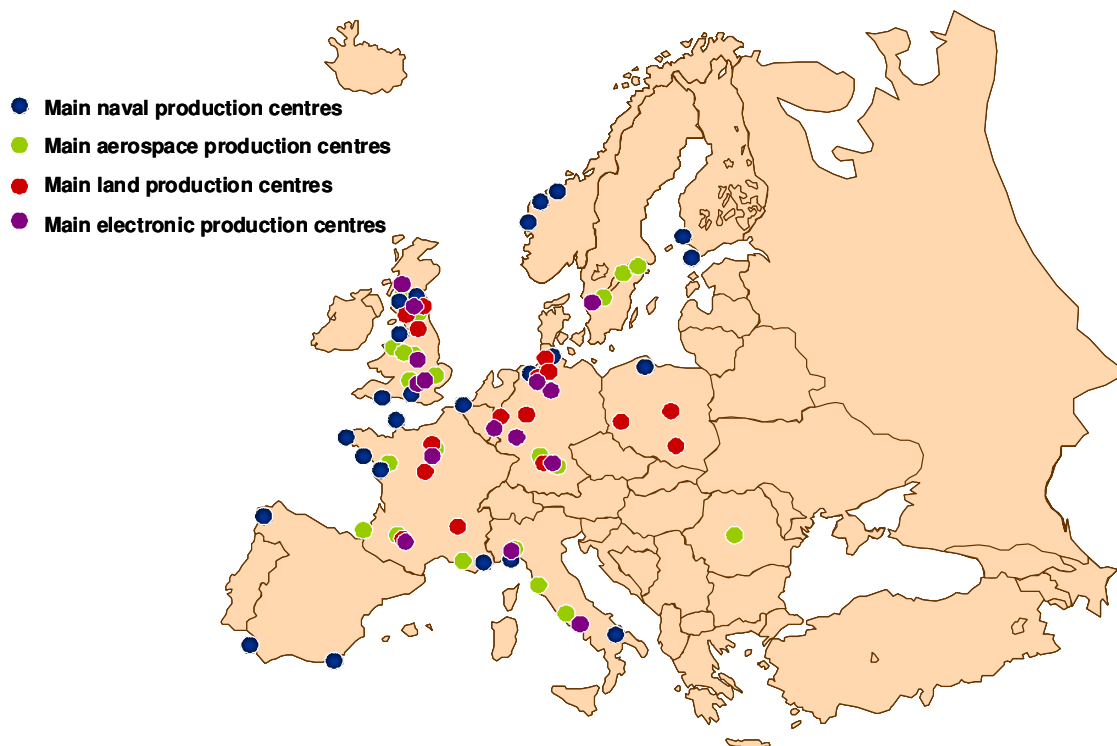 Main naval production centres
Main aerospace production centres
Main land production centres
Main electronic production centres